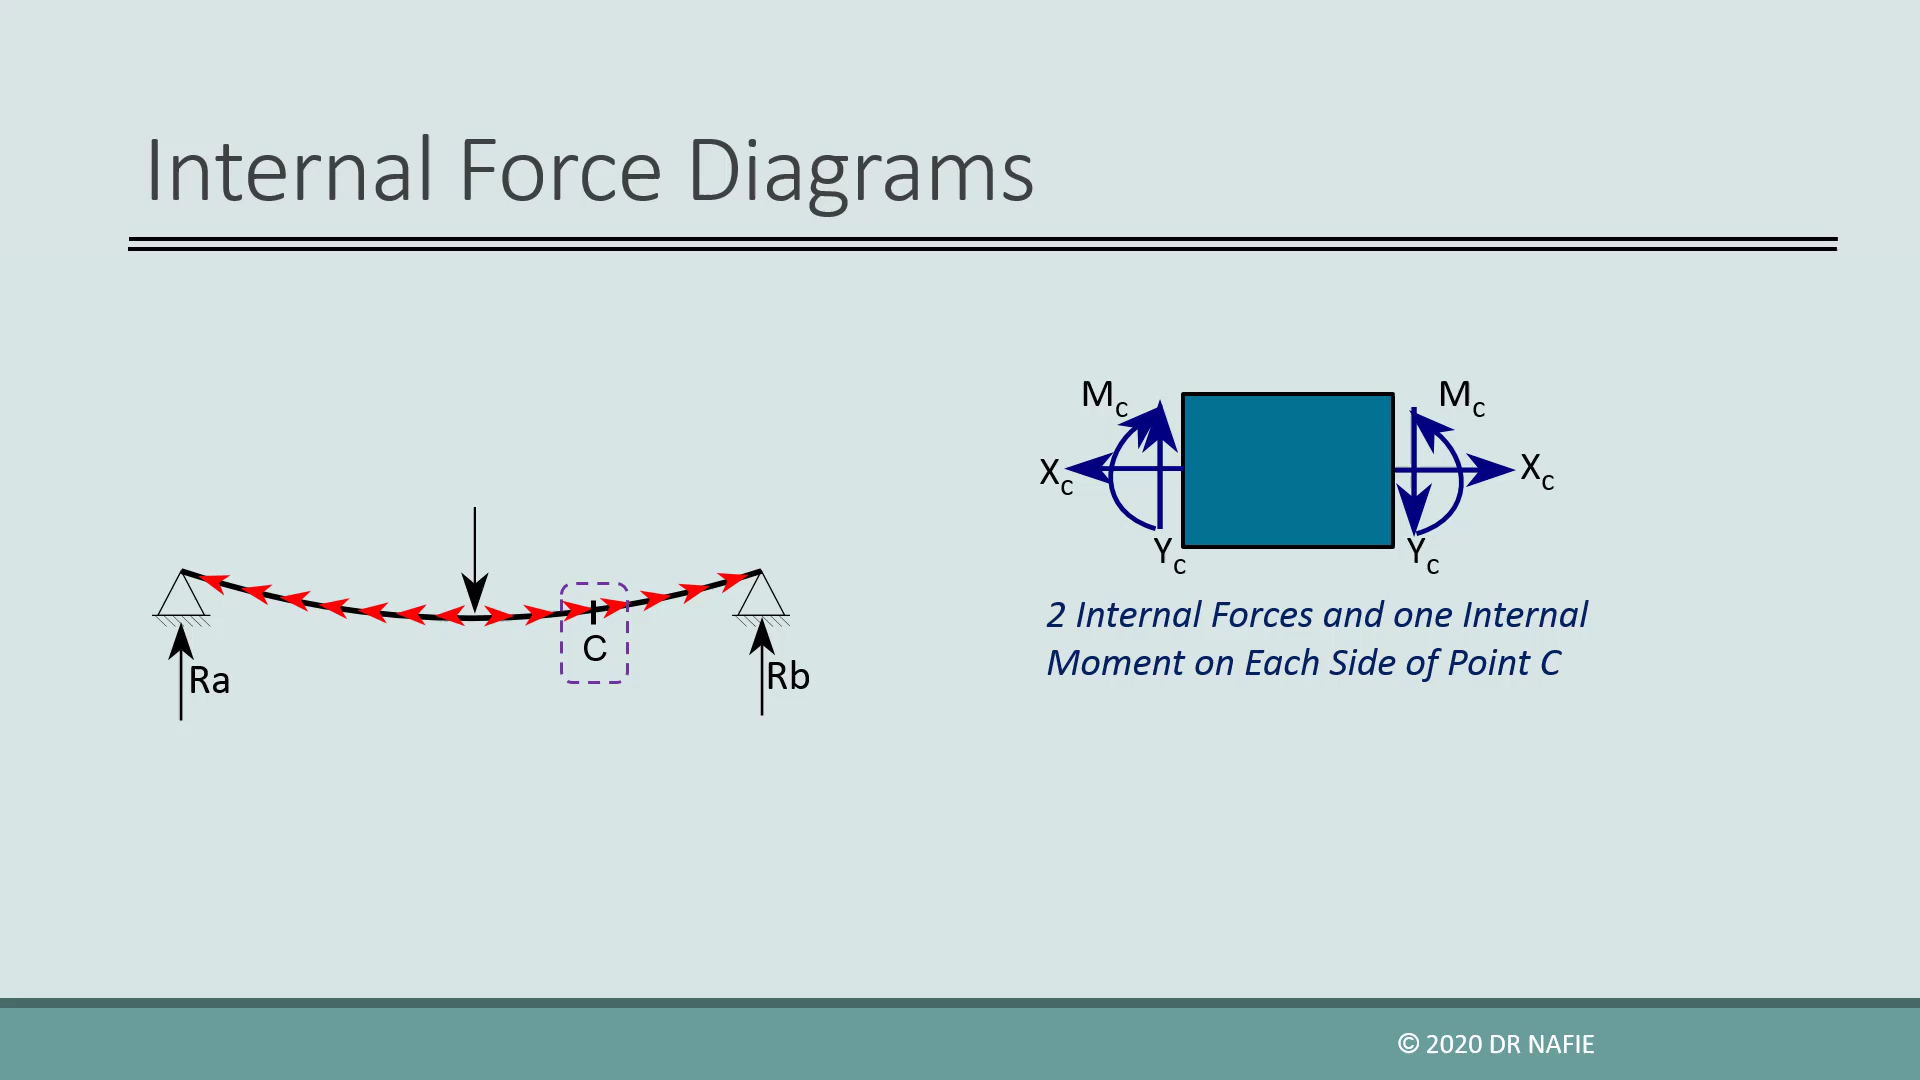 Internal Force Diagrams
Mc Mc
Xc Xc
Yc Yc
2 Internal Forces and one Internal
Moment on Each Side of Point C
C
Ra Rb
© 2020 DR NAFIE